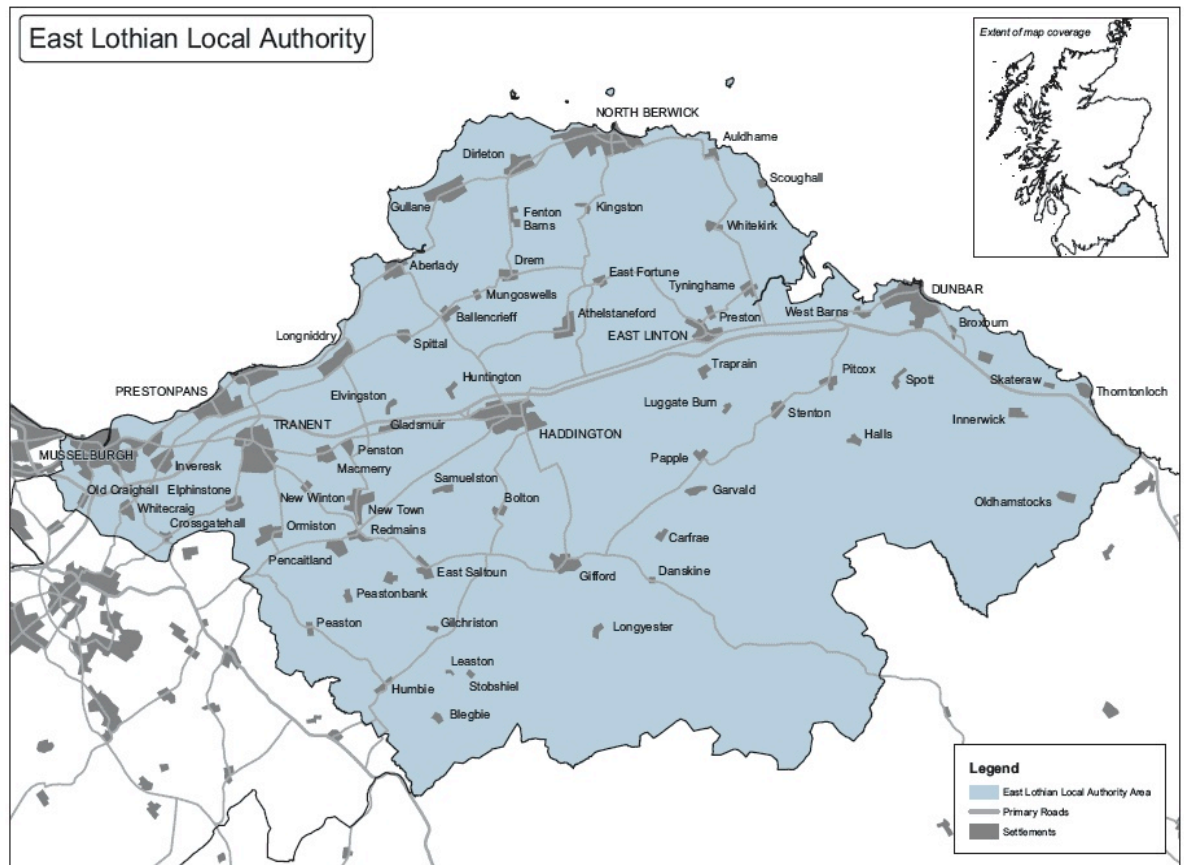 East Lothian Local Authority
Extent of map coverage
NORTH BERWICK
Auldhame
Dirleton
Scoughall
Gullane
Fenton
Barns
Kingston
Whitekirk
Aberlady
Drem
East Fortune
Tyninghame
Mungoswells
DUNBAR
Ballencrieff
Athelstaneford
Preston
West Barns
Broxburn
Longniddry
Spittal
EAST LINTON
Traprain
Pitcox
Spott
Skateraw
Thorntonloch
PRESTONPANS
Huntington
Elvingston
Luggate Burn
Stenton
Innerwick
TRANENT
Gladsmuir
HADDINGTON
Halls
MUSSELBURGH
Penston
Inveresk
Macmerry
Papple
Samuelston
Garvald
Old Craighall
Elphinstone
New Winton
Bolton
Oldhamstocks
Whitecraig
New Town
Crossgatehall
Ormiston
Redmains
Carfrae
Pencaitland
East Saltoun
Gifford
Danskine
Peastonbank
Peaston
Gilchriston
Longyester
Leaston
Humbie
Stobshiel
Blegbie
Legend
East Lothian Local Authority Area
Primary Roads
Settlements